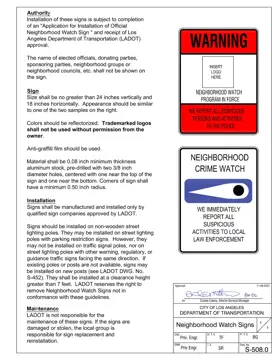 Authority
Installation of these signs is subject to completion
of an "Application for Installation of Official
Neighborhood Watch Sign " and receipt of Los
Angeles Department of Transportation (LADOT)
approval.
The name of elected officials, donating parties,
sponsoring parties, neighborhood groups or
neighborhood councils, etc. shall not be shown on
the sign.
Sign
Size shall be no greater than 24 inches vertically and
18 inches horizontally. Appearance should be similar
to one of the two samples on the right.
Colors should be reflectorized. Trademarked logos
shall not be used without permission from the
owner.
Anti-graffiti film should be used.
Material shall be 0.08 inch minimum thickness
aluminum stock, pre-drilled with two 3/8 inch
diameter holes, centered with one near the top of the
sign and one near the bottom. Corners of sign shall
have a minimum 0.50 inch radius.
Installation
Signs shall be manufactured and installed only by
qualified sign companies approved by LADOT.
Signs should be installed on non-wooden street
lighting poles. They may be installed on street lighting
poles with parking restriction signs. However, they
may not be installed on traffic signal poles, nor on
street lighting poles with other warning, regulatory, or
guidance traffic signs facing the same direction. If
existing poles or posts are not available, signs may
be installed on new posts (see LADOT DWG. No.
S-452). They shall be installed at a clearance height
greater than 7 feet. LADOT reserves the right to
remove Neighborhood Watch Signs not in
conformance with these guidelines.
Maintenance
LADOT is not responsible for the
maintenance of these signs. If the signs are
damaged or stolen, the local group is
responsible for sign replacement and
reinstallation.
WARNING
INSERT
LOGO
HERE
NEIGHBORHOOD WATCH
PROGRAM IN FORCE
WE REPORT ALL SUSPICIOUS
PERSONS AND ACTIVITIES
TO THE POLICE
NEIGHBORHOOD
CRIME WATCH
WE IMMEDIATELY
REPORT ALL
SUSPICIOUS
ACTIVITIES TO LOCAL
LAW ENFORCEMENT
CITY OF LOS ANGELES
DEPARTMENT OF TRANSPORTATION
Neighborhood Watch Signs
Prin. Engr.
TF
BG
Priv Engr.
SR
S-508.0